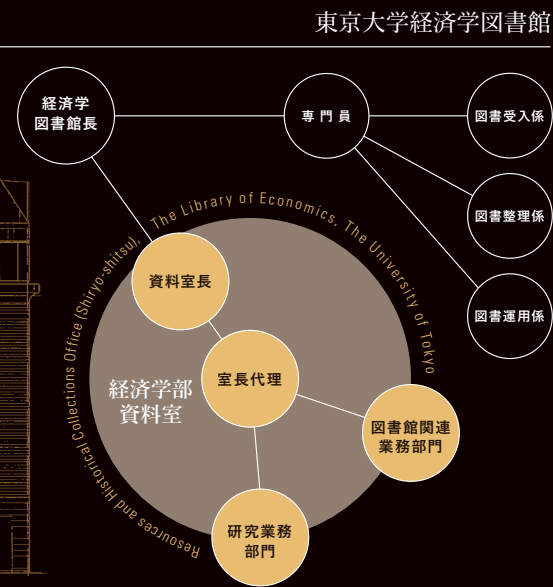 東京大学経済学図書館
経済学
図書館長
専門員
図書受入係
図書整理係
図書運用係
Resources and Historical Collections Office (Shiryo-shitsu), The Library of Economics, The University of Tokyo
資料室長
室長代理
経済学部
資料室
図書館関連
業務部門
研究業務
部門